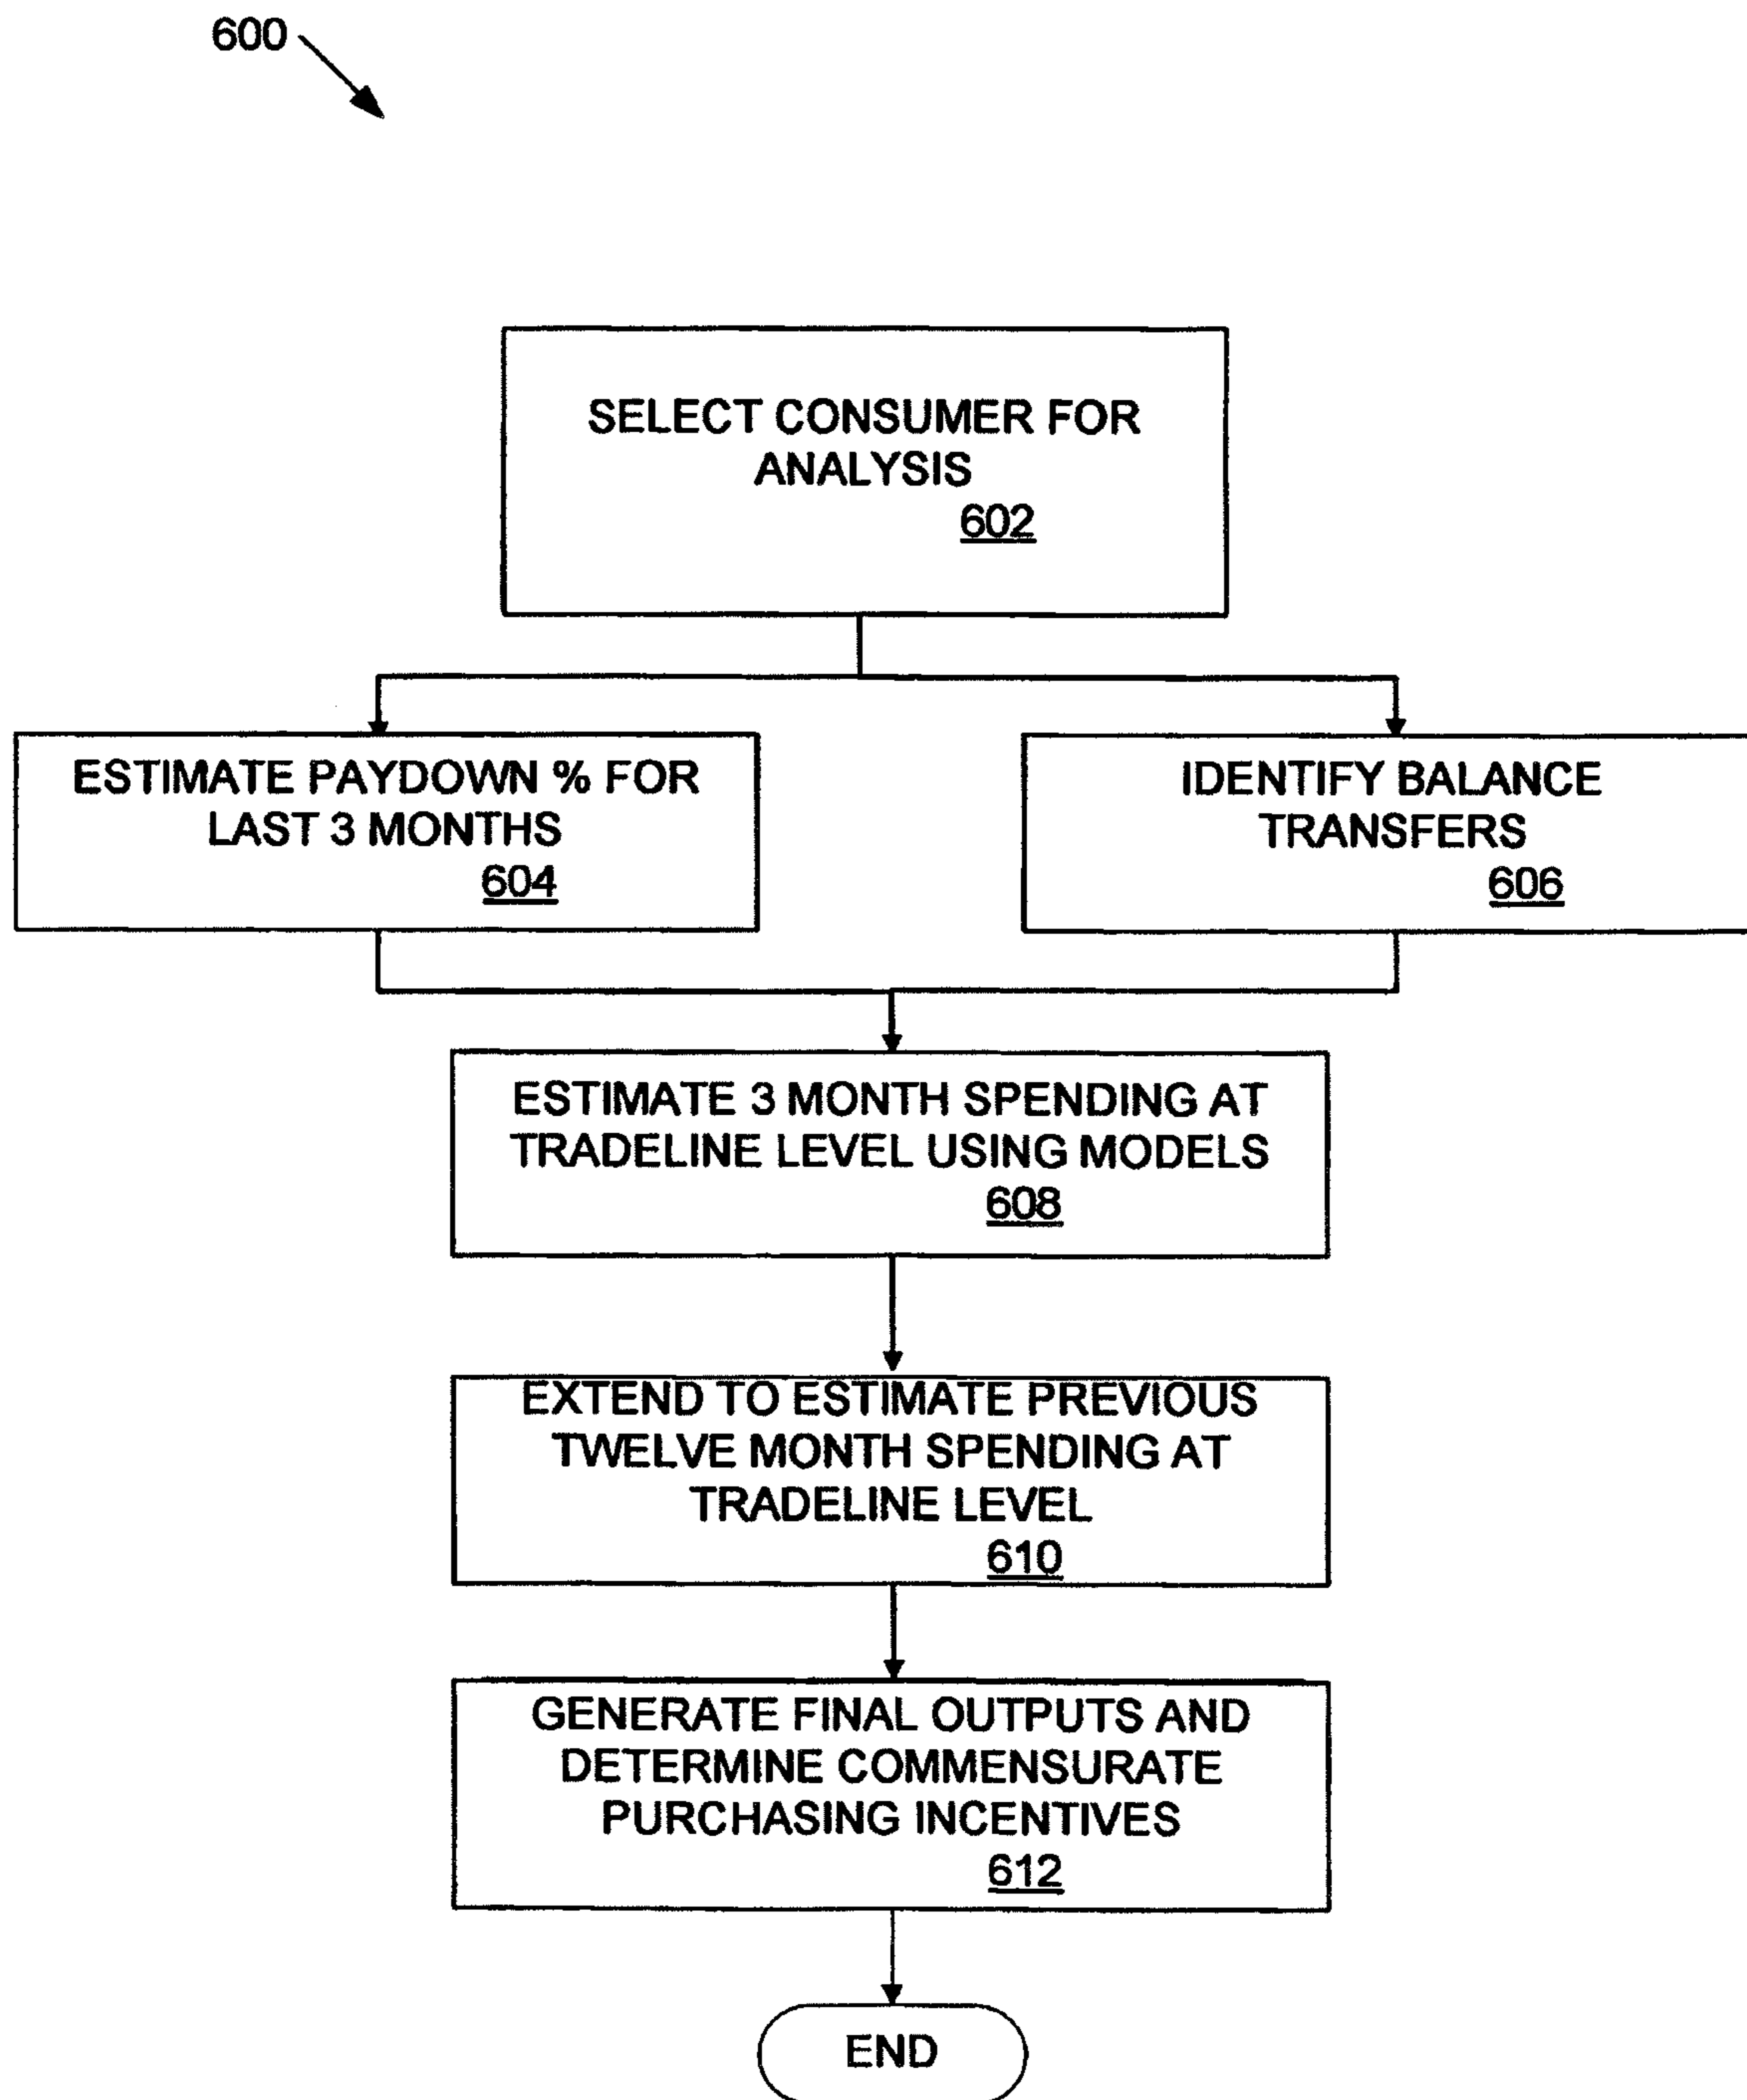 600
SELECT CONSUMER FOR
ANALYSIS
602
ESTIMATE PAYDOWN % FOR
LAST 3 MONTHS
604
IDENTIFY BALANCE
TRANSFERS
606
ESTIMATE 3 MONTH SPENDING AT
TRADELINE LEVEL USING MODELS
608
EXTEND TO ESTIMATE PREVIOUS
TWELVE MONTH SPENDING AT
TRADELINE LEVEL
610
GENERATE FINAL OUTPUTS AND
DETERMINE COMMENSURATE
PURCHASING INCENTIVES
612
END